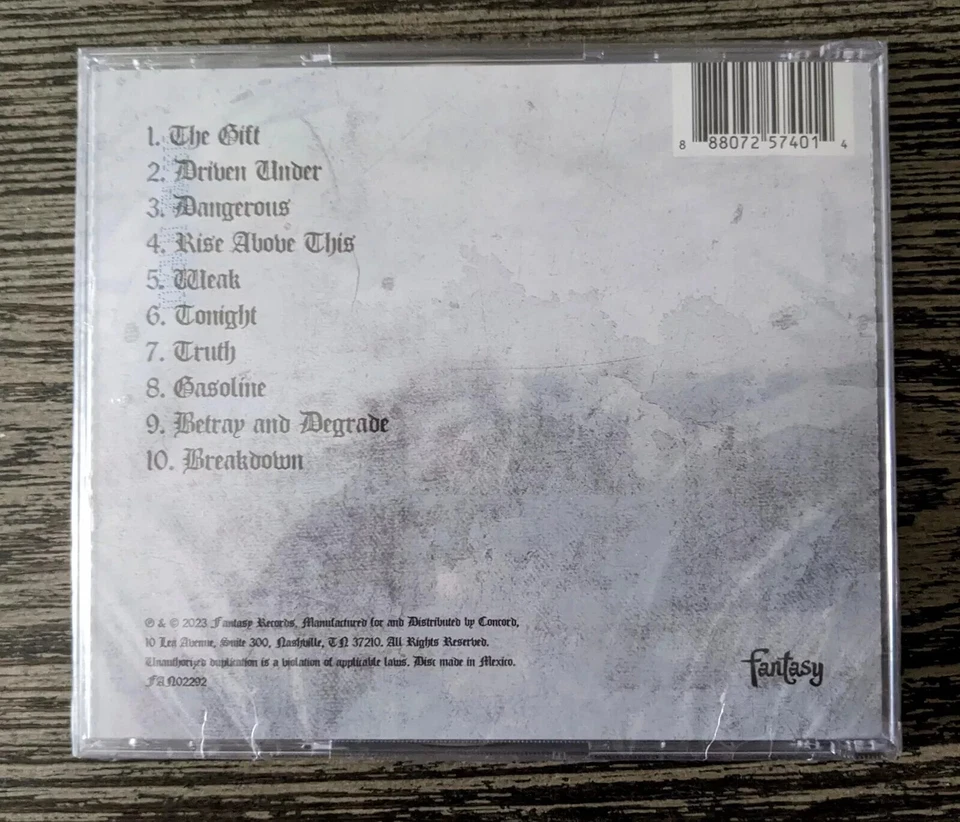 1. The Gift
2. Driven Under
3. Dangerous
4. Rise Above This
5. Weak
6. Tonight
7. Truth
8. Gasoline
9. Betray and Degrade
10. Breakdown
8 88072 57401 4
℗ & © 2023 Fantasy Records, Manufactured for and Distributed by Concord,
10 Lea Avenue, Suite 300, Nashville, TN 37210. All Rights Reserved.
Unauthorized duplication is a violation of applicable laws. Disc made in Mexico.
FAN02292
fantasy